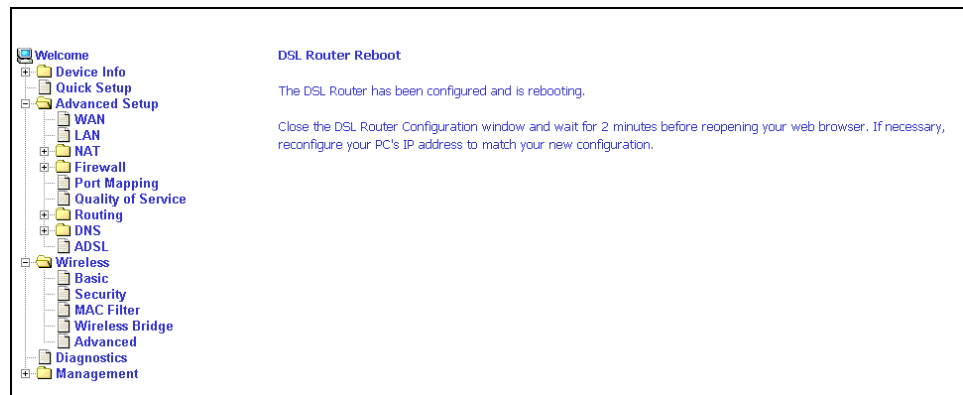 Welcome
Device Info
Quick Setup
Advanced Setup
WAN
LAN
NAT
Firewall
Port Mapping
Quality of Service
Routing
DNS
ADSL
Wireless
Basic
Security
MAC Filter
Wireless Bridge
Advanced
Diagnostics
Management
DSL Router Reboot
The DSL Router has been configured and is rebooting.
Close the DSL Router Configuration window and wait for 2 minutes before reopening your web browser. If necessary,
reconfigure your PC's IP address to match your new configuration.